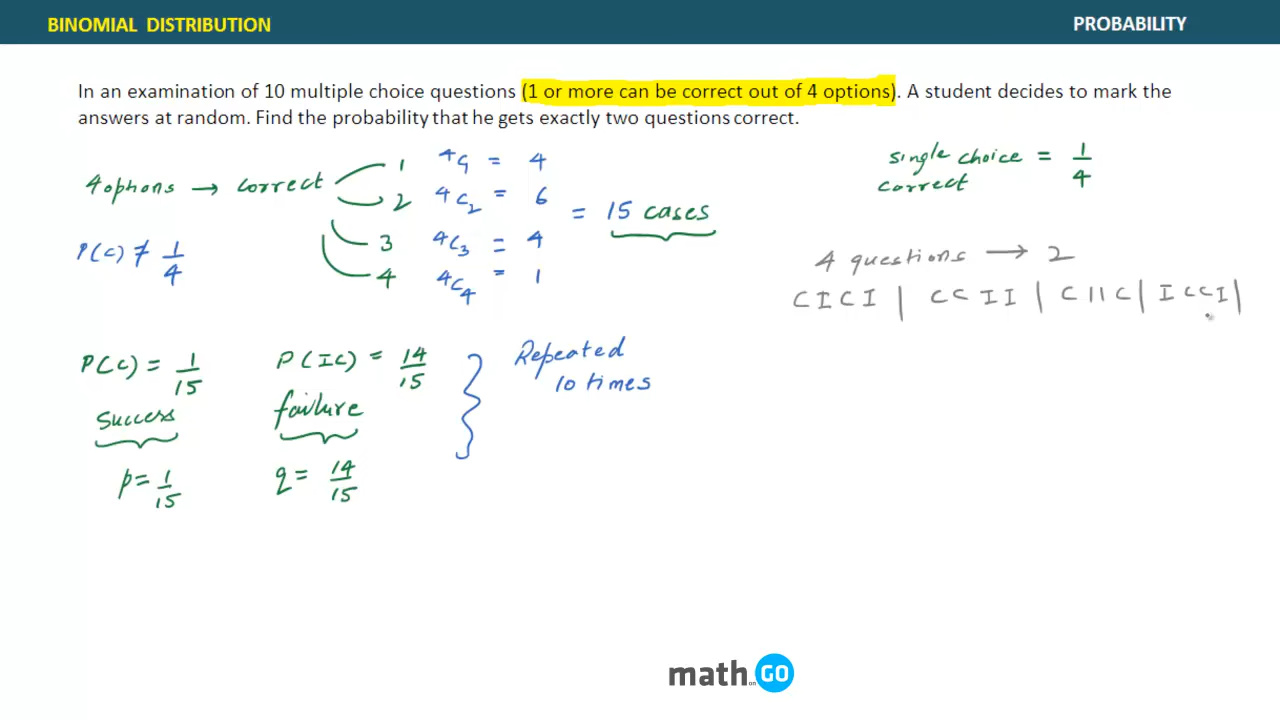 BINOMIAL DISTRIBUTION
PROBABILITY
In an examination of 10 multiple choice questions (1 or more can be correct out of 4 options). A student decides to mark the
answers at random. Find the probability that he gets exactly two questions correct.
4 options → correct
1 4C1 = 4
2 4C2 = 6
3 4C3 = 4
4 4C4 = 1
= 15 cases
P(C) ≠ 1/4
single choice = 1/4
correct
4 questions → 2
C I C I | C C I I | C I I C | I C C I |
P(C) = 1/15 P(IC) = 14/15
success failure
p = 1/15 q = 14/15
Repeated
10 times
math on GO